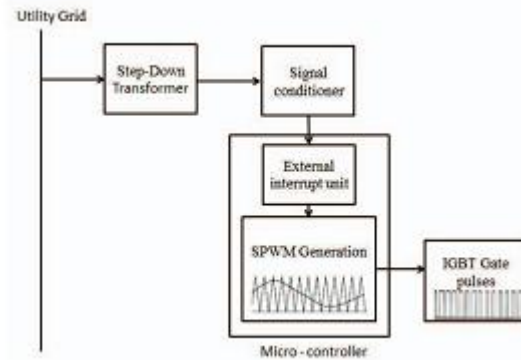 Utility Grid
Step-Down
Transformer
Signal
conditioner
External
interrupt unit
SPWM Generation
IGBT Gate
pulses
Micro - controller